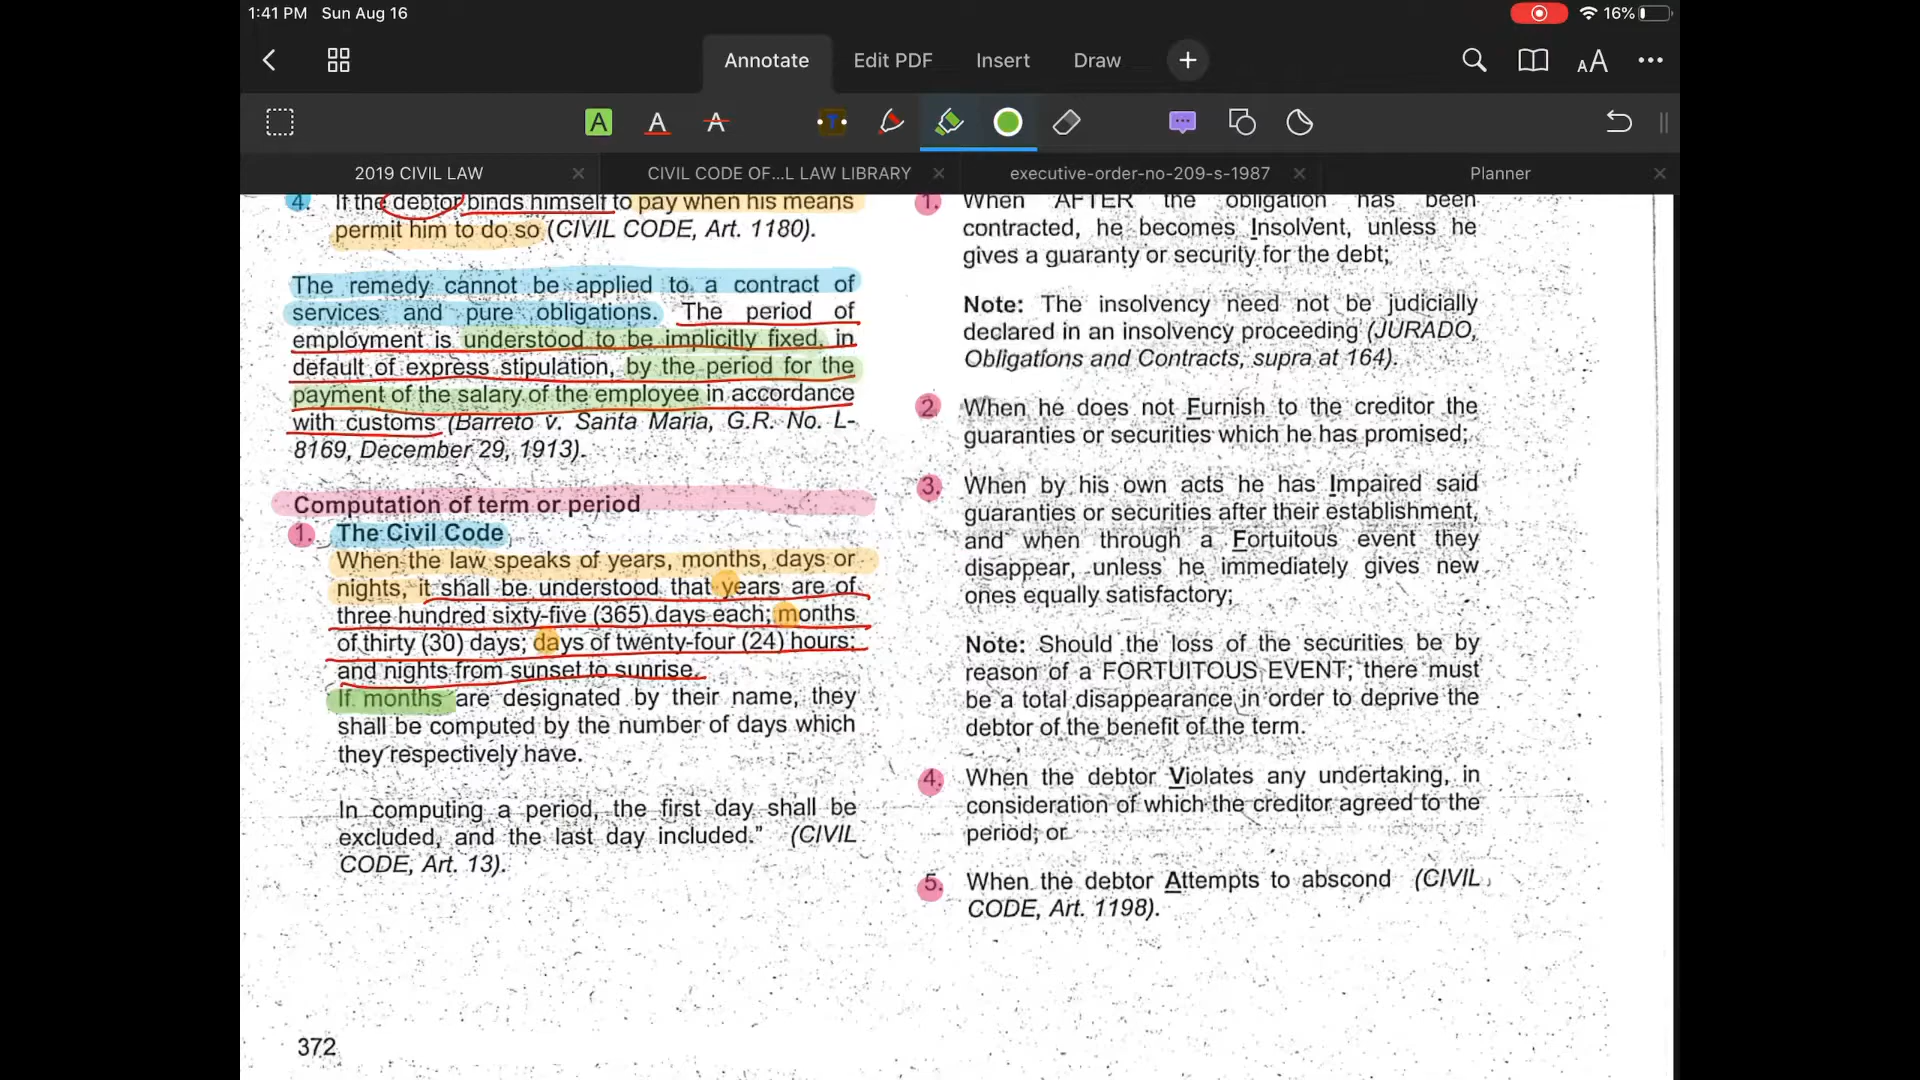 1:41 PM Sun Aug 16
16%
Annotate Edit PDF Insert Draw +
AA
A A A T
2019 CIVIL LAW
CIVIL CODE OF...L LAW LIBRARY
executive-order-no-209-s-1987
Planner
4. If the debtor binds himself to pay when his means
permit him to do so (CIVIL CODE, Art. 1180).
The remedy cannot be applied to a contract of
services and pure obligations. The period of
employment is understood to be implicitly fixed, in
default of express stipulation, by the period for the
payment of the salary of the employee in accordance
with customs (Barreto v. Santa Maria, G.R. No. L-
8169, December 29, 1913).
Computation of term or period
1. The Civil Code
When the law speaks of years, months, days or
nights, it shall be understood that years are of
three hundred sixty-five (365) days each; months
of thirty (30) days; days of twenty-four (24) hours;
and nights from sunset to sunrise.
If months are designated by their name, they
shall be computed by the number of days which
they respectively have.
In computing a period, the first day shall be
excluded, and the last day included.” (CIVIL
CODE, Art. 13).
372
1. When AFTER the obligation has been
contracted, he becomes Insolvent, unless he
gives a guaranty or security for the debt;
Note: The insolvency need not be judicially
declared in an insolvency proceeding (JURADO,
Obligations and Contracts, supra at 164).
2. When he does not Furnish to the creditor the
guaranties or securities which he has promised;
3. When by his own acts he has Impaired said
guaranties or securities after their establishment,
and when through a Fortuitous event they
disappear, unless he immediately gives new
ones equally satisfactory;
Note: Should the loss of the securities be by
reason of a FORTUITOUS EVENT; there must
be a total disappearance in order to deprive the
debtor of the benefit of the term.
4. When the debtor Violates any undertaking, in
consideration of which the creditor agreed to the
period; or
5. When the debtor Attempts to abscond (CIVIL
CODE, Art. 1198).